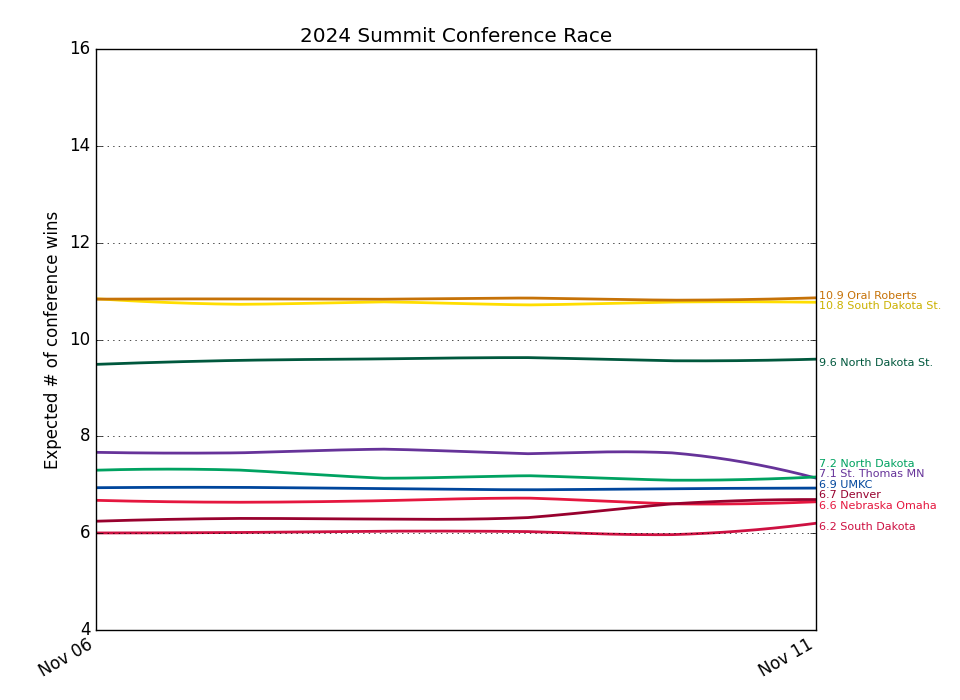 2024 Summit Conference Race
Expected # of conference wins
16
14
12
10
8
6
4
Nov 06
Nov 11
10.9 Oral Roberts
10.8 South Dakota St.
9.6 North Dakota St.
7.2 North Dakota
7.1 St. Thomas MN
6.9 UMKC
6.7 Denver
6.6 Nebraska Omaha
6.2 South Dakota